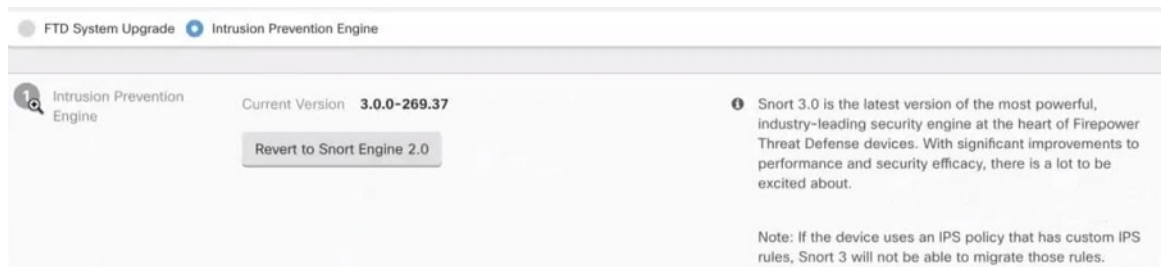 FTD System Upgrade Intrusion Prevention Engine
1 Intrusion Prevention
Engine
Current Version 3.0.0-269.37
Revert to Snort Engine 2.0
Snort 3.0 is the latest version of the most powerful,
industry-leading security engine at the heart of Firepower
Threat Defense devices. With significant improvements to
performance and security efficacy, there is a lot to be
excited about.
Note: If the device uses an IPS policy that has custom IPS
rules, Snort 3 will not be able to migrate those rules.